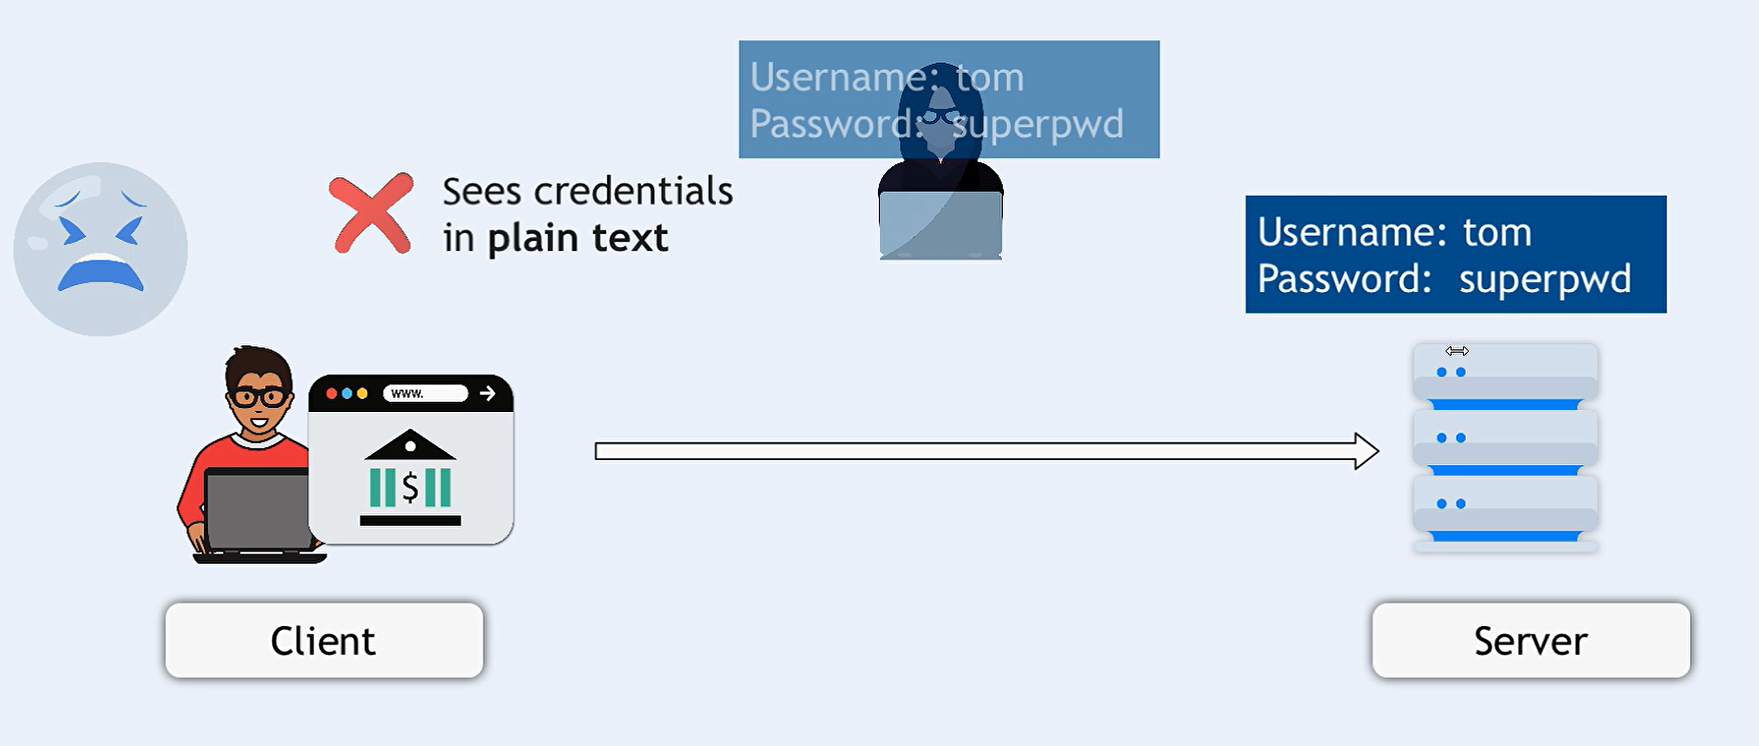 Username: tom
Password: superpwd
Sees credentials
in plain text
Username: tom
Password: superpwd
www.
$
Client
Server